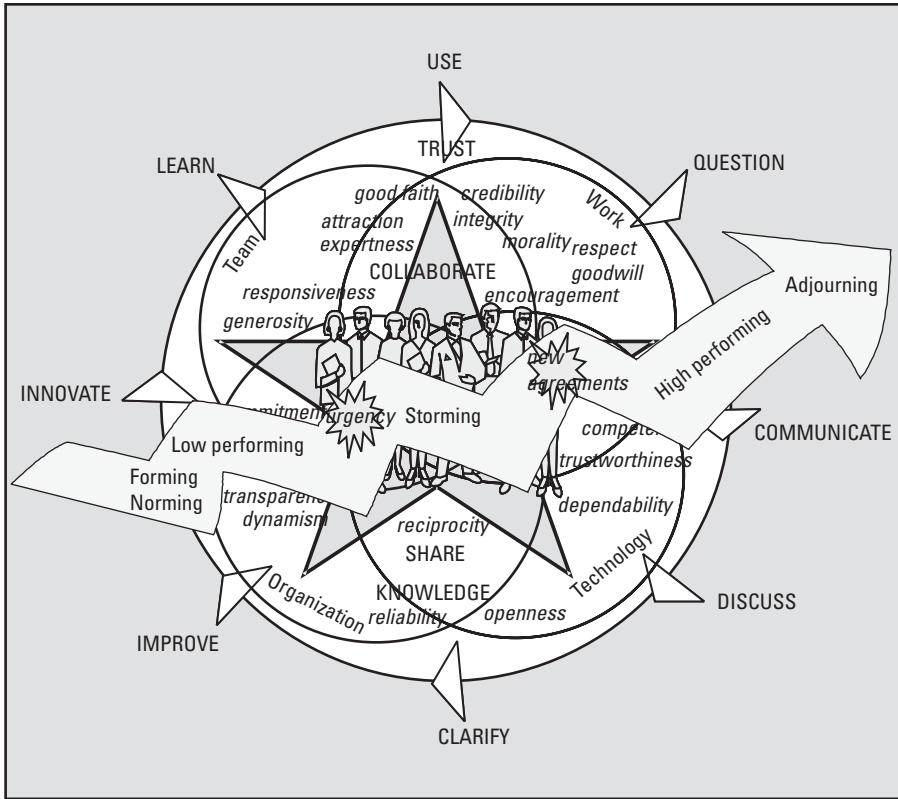 USE
LEARN
TRUST
QUESTION
good faith
credibility
Work
attraction
integrity
expertness
morality
respect
Team
COLLABORATE
goodwill
Adjourning
responsiveness
encouragement
generosity
new
agreements
High performing
INNOVATE
urgency
Storming
Low performing
COMMUNICATE
trustworthiness
Forming
Norming
dynamism
dependability
reciprocity
SHARE
Technology
Organization
KNOWLEDGE
reliability
openness
DISCUSS
IMPROVE
CLARIFY